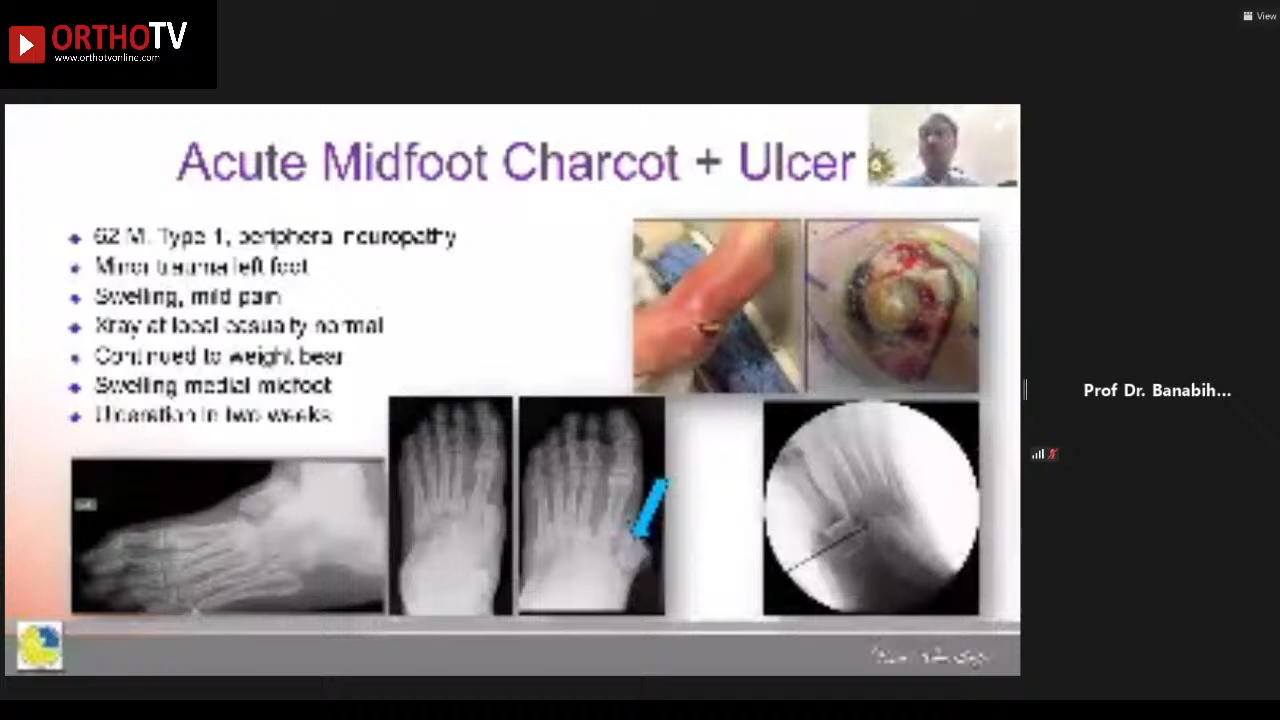 ORTHOTV
www.orthotvonline.com
View
Acute Midfoot Charcot + Ulcer
62 M. Type 1, peripheral neuropathy
Minor trauma left foot
Swelling, mild pain
Xray at local casualty normal
Continued to weight bear
Swelling medial midfoot
Ulceration in two weeks
Prof Dr. Banabih...